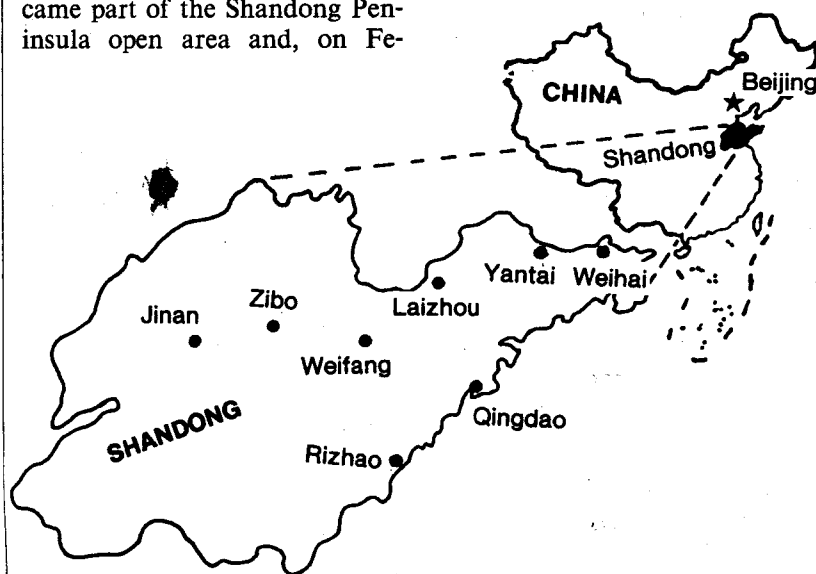 came part of the Shandong Pen-
insula open area and, on Fe-
Beijing
CHINA
Shandong
Yantai Weihai
Laizhou
Zibo
Jinan
Weifang
SHANDONG
Qingdao
Rizhao